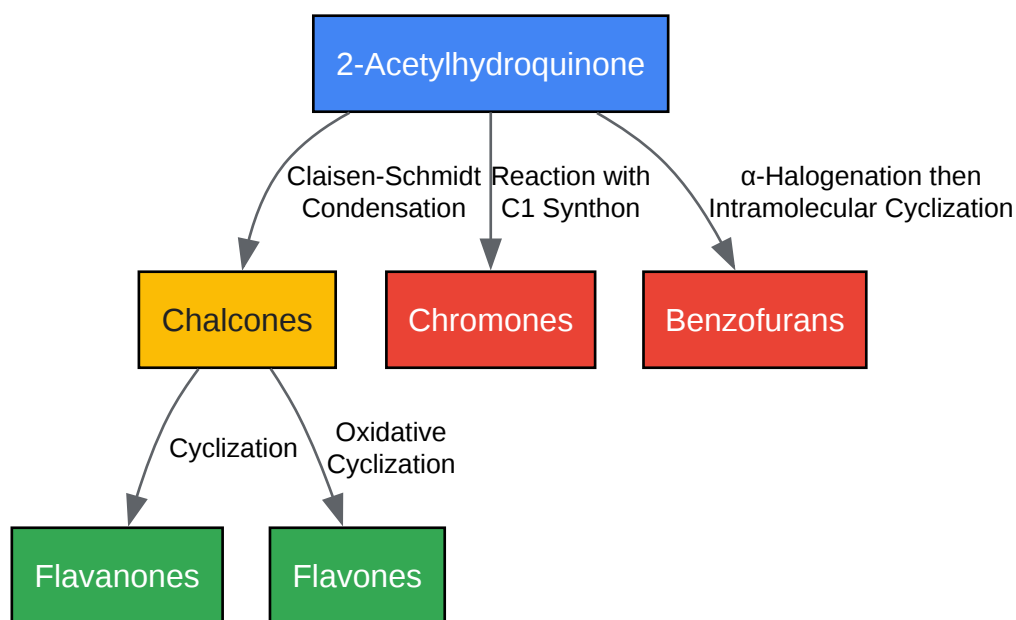 2-Acetylhydroquinone
Claisen-Schmidt
Condensation
Reaction with
C1 Synthon
α-Halogenation then
Intramolecular Cyclization
Chalcones
Chromones
Benzofurans
Cyclization
Oxidative
Cyclization
Flavanones
Flavones